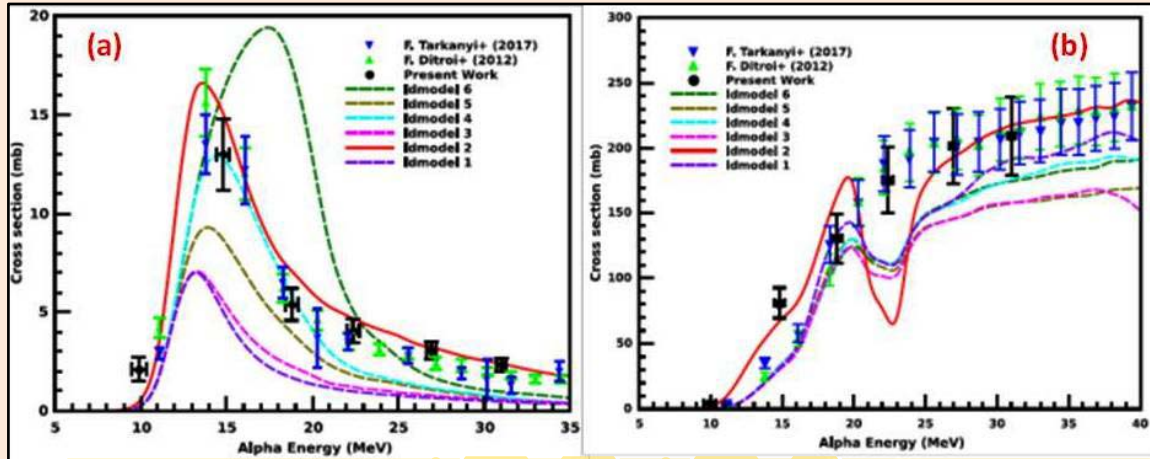 (a)
20
15
10
5
0
Cross section (mb)
F. Tarkanyi+ (2017)
F. Ditroi+ (2012)
Present Work
ldmodel 6
ldmodel 5
ldmodel 4
ldmodel 3
ldmodel 2
ldmodel 1
5 10 15 20 25 30 35
Alpha Energy (MeV)
(b)
300
250
200
150
100
50
0
Cross section (mb)
F. Tarkanyi+ (2017)
F. Ditroi+ (2012)
Present Work
ldmodel 6
ldmodel 5
ldmodel 4
ldmodel 3
ldmodel 2
ldmodel 1
5 10 15 20 25 30 35 40
Alpha Energy (MeV)